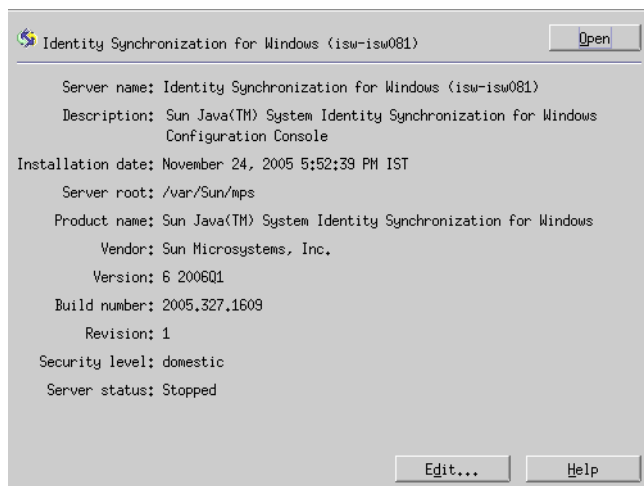 Identity Synchronization for Windows (isw-isw081)
Open
Server name: Identity Synchronization for Windows (isw-isw081)
Description: Sun Java(TM) System Identity Synchronization for Windows
Configuration Console
Installation date: November 24, 2005 5:52:39 PM IST
Server root: /var/Sun/mps
Product name: Sun Java(TM) System Identity Synchronization for Windows
Vendor: Sun Microsystems, Inc.
Version: 6 2006Q1
Build number: 2005.327.1609
Revision: 1
Security level: domestic
Server status: Stopped
Edit...
Help